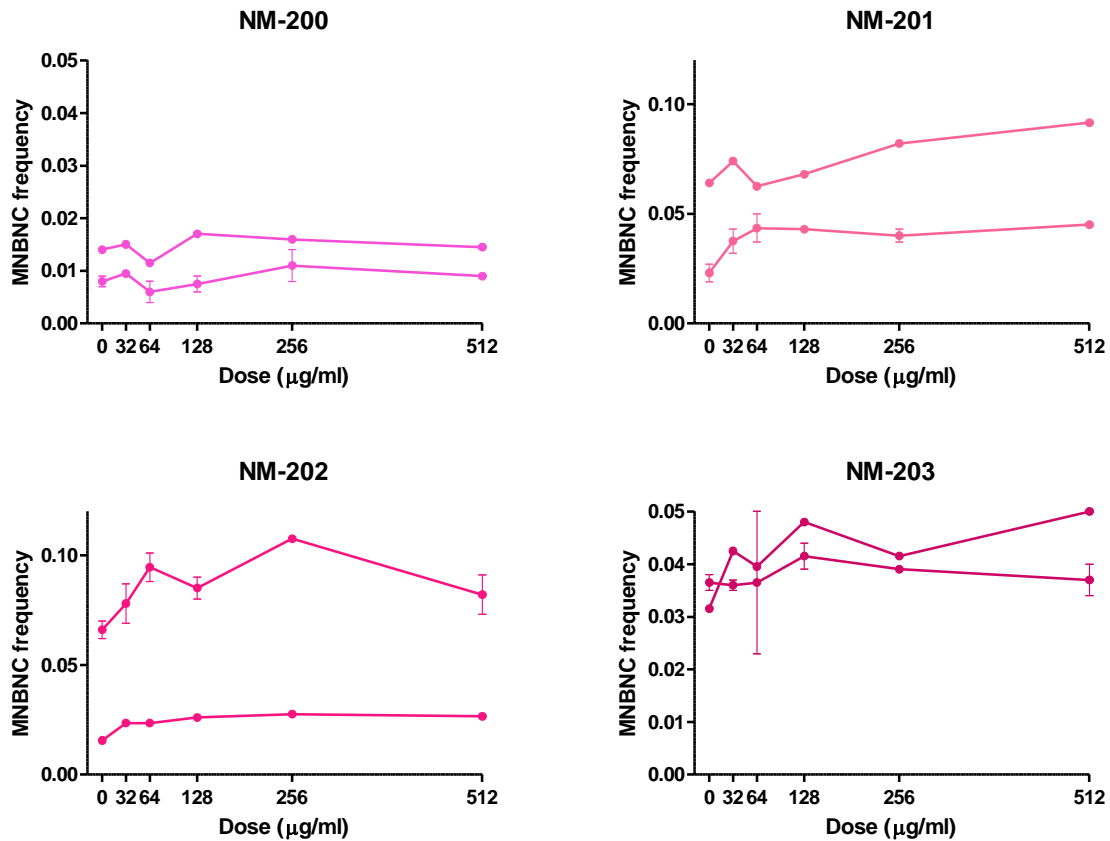 NM-200
MNBNC frequency
0.05
0.04
0.03
0.02
0.01
0.00
0 32 64 128 256 512
Dose (μg/ml)
NM-201
MNBNC frequency
0.10
0.05
0.00
0 32 64 128 256 512
Dose (μg/ml)
NM-202
MNBNC frequency
0.10
0.05
0.00
0 32 64 128 256 512
Dose (μg/ml)
NM-203
MNBNC frequency
0.05
0.04
0.03
0.02
0.01
0.00
0 32 64 128 256 512
Dose (μg/ml)